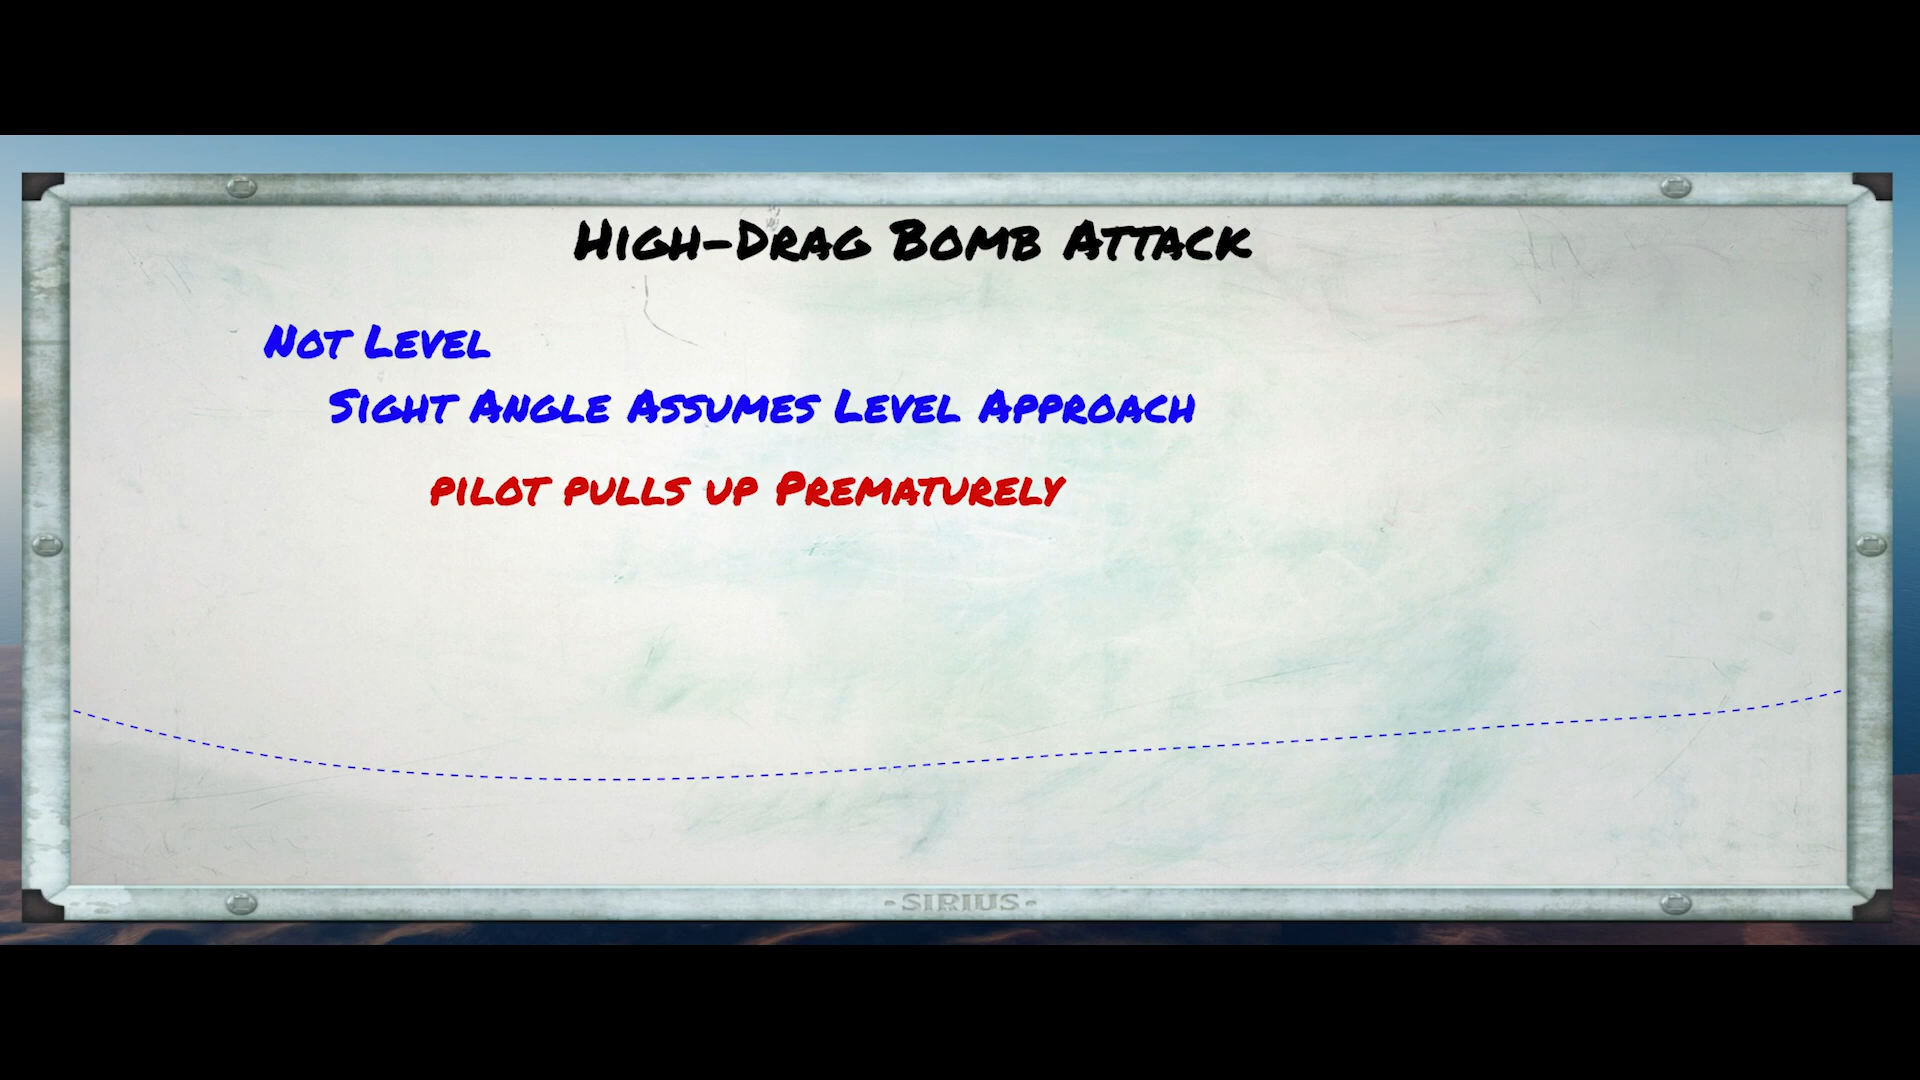 High-Drag Bomb Attack
Not Level
Sight Angle Assumes Level Approach
pilot pulls up Prematurely
-SIRIUS-